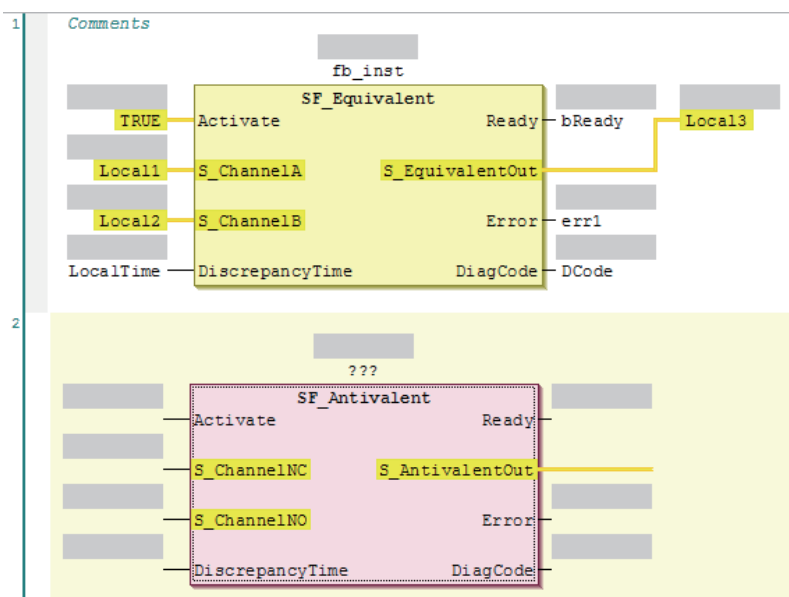 1 Comments
fb_inst
SF_Equivalent
TRUE Activate Ready bReady Local3
Local1 S_ChannelA S_EquivalentOut
Local2 S_ChannelB Error err1
LocalTime DiscrepancyTime DiagCode DCode
2
???
SF_Antivalent
Activate Ready
S_ChannelNC S_AntivalentOut
S_ChannelNO Error
DiscrepancyTime DiagCode